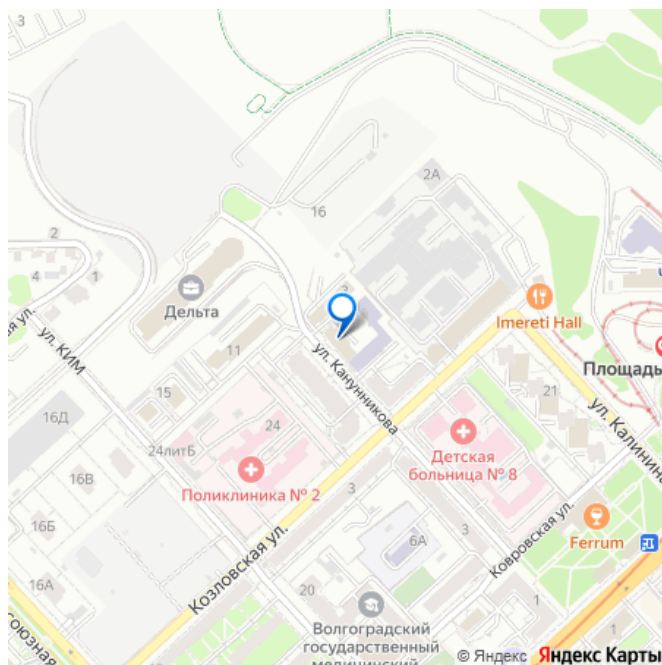 3
16
2А
2
4
1
Дельта
Imereti Hall
ул. КИМ
11
ул. Канунникова
Площадь
15
21
ул. Калинина
16Д
24литБ
24
Детская
больница № 8
Поликлиника № 2
16В
3
3
Ковровская ул.
Ferrum
16Б
6А
Козловская ул.
16А
20
1
Волгоградский
государственный
медицинский
© Яндекс Яндекс Карты